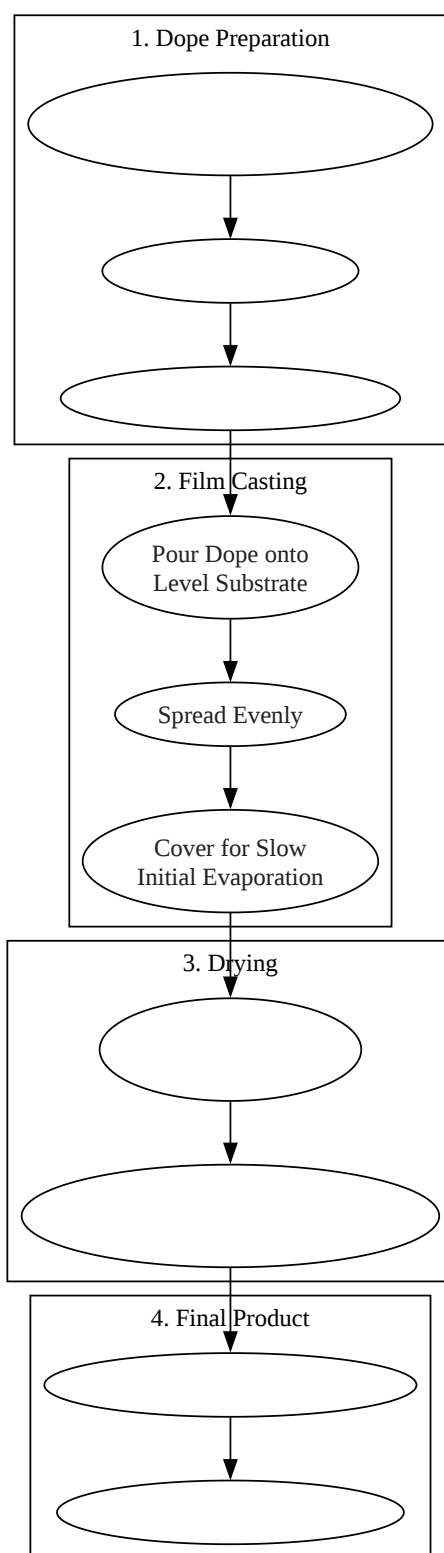 1. Dope Preparation
2. Film Casting
Pour Dope onto
Level Substrate
Spread Evenly
Cover for Slow
Initial Evaporation
3. Drying
4. Final Product